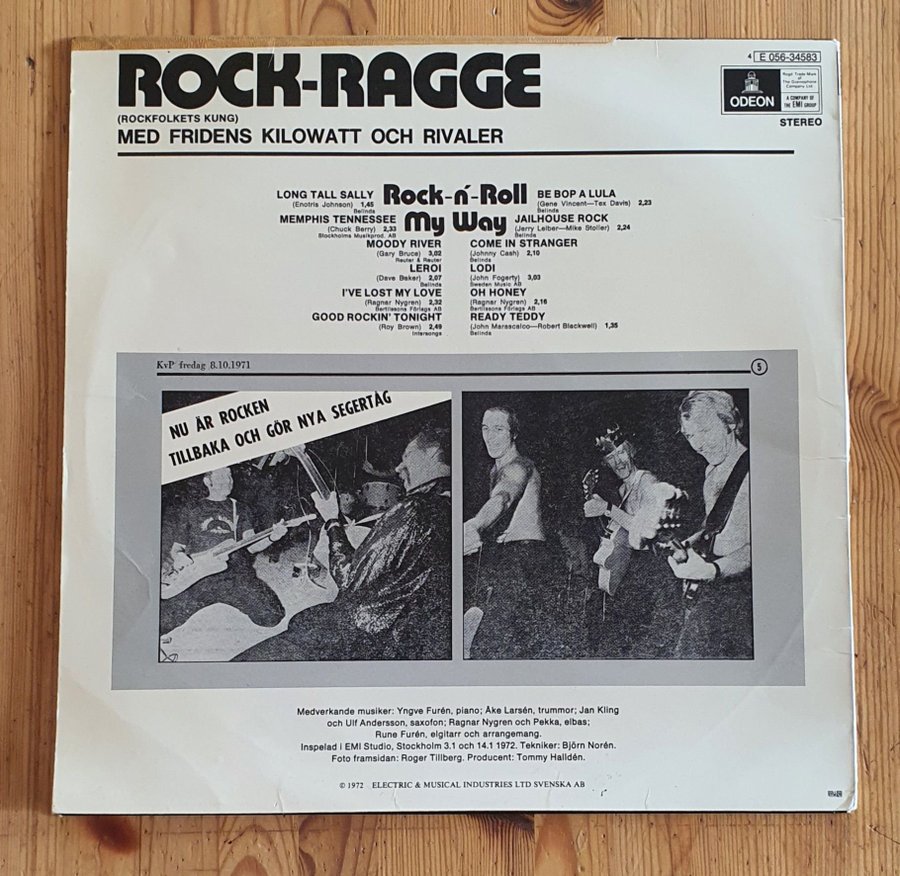 4 E 056-34583
ROCK-RAGGE
ODEON
Regd. Trade Mark of The Gramophone Company Ltd
A COMPANY OF THE EMI GROUP
(ROCKFOLKETS KUNG)
STEREO
MED FRIDENS KILOWATT OCH RIVALER
Rock-n'-Roll
My Way
LONG TALL SALLY
(Enotris Johnson) 1,45
Belinda
MEMPHIS TENNESSEE
(Chuck Berry) 2,33
Stockholms Musikprod. AB
MOODY RIVER
(Gary Bruce) 3,02
Reuter & Reuter
LEROI
(Dave Baker) 2,07
Belinda
I'VE LOST MY LOVE
(Ragnar Nygren) 2,32
Bertilssons Förlags AB
GOOD ROCKIN' TONIGHT
(Roy Brown) 2,49
Intersongs
BE BOP A LULA
(Gene Vincent—Tex Davis) 2,23
Belinda
JAILHOUSE ROCK
(Jerry Leiber—Mike Stoller) 2,24
Belinda
COME IN STRANGER
(Johnny Cash) 2,10
Belinda
LODI
(John Fogerty) 3,03
Sweden Music AB
OH HONEY
(Ragnar Nygren) 2,16
Bertilssons Förlags AB
READY TEDDY
(John Marascalco—Robert Blackwell) 1,35
Belinda
KvP fredag 8.10.1971
5
NU ÄR ROCKEN
TILLBAKA OCH GÖR NYA SEGERTÅG
Medverkande musiker: Yngve Furén, piano; Åke Larsén, trummor; Jan Kling
och Ulf Andersson, saxofon; Ragnar Nygren och Pekka, elbas;
Rune Furén, elgitarr och arrangemang.
Inspelad i EMI Studio, Stockholm 3.1 och 14.1 1972. Tekniker: Björn Norén.
Foto framsidan: Roger Tillberg. Producent: Tommy Halldén.
© 1972 ELECTRIC & MUSICAL INDUSTRIES LTD SVENSKA AB